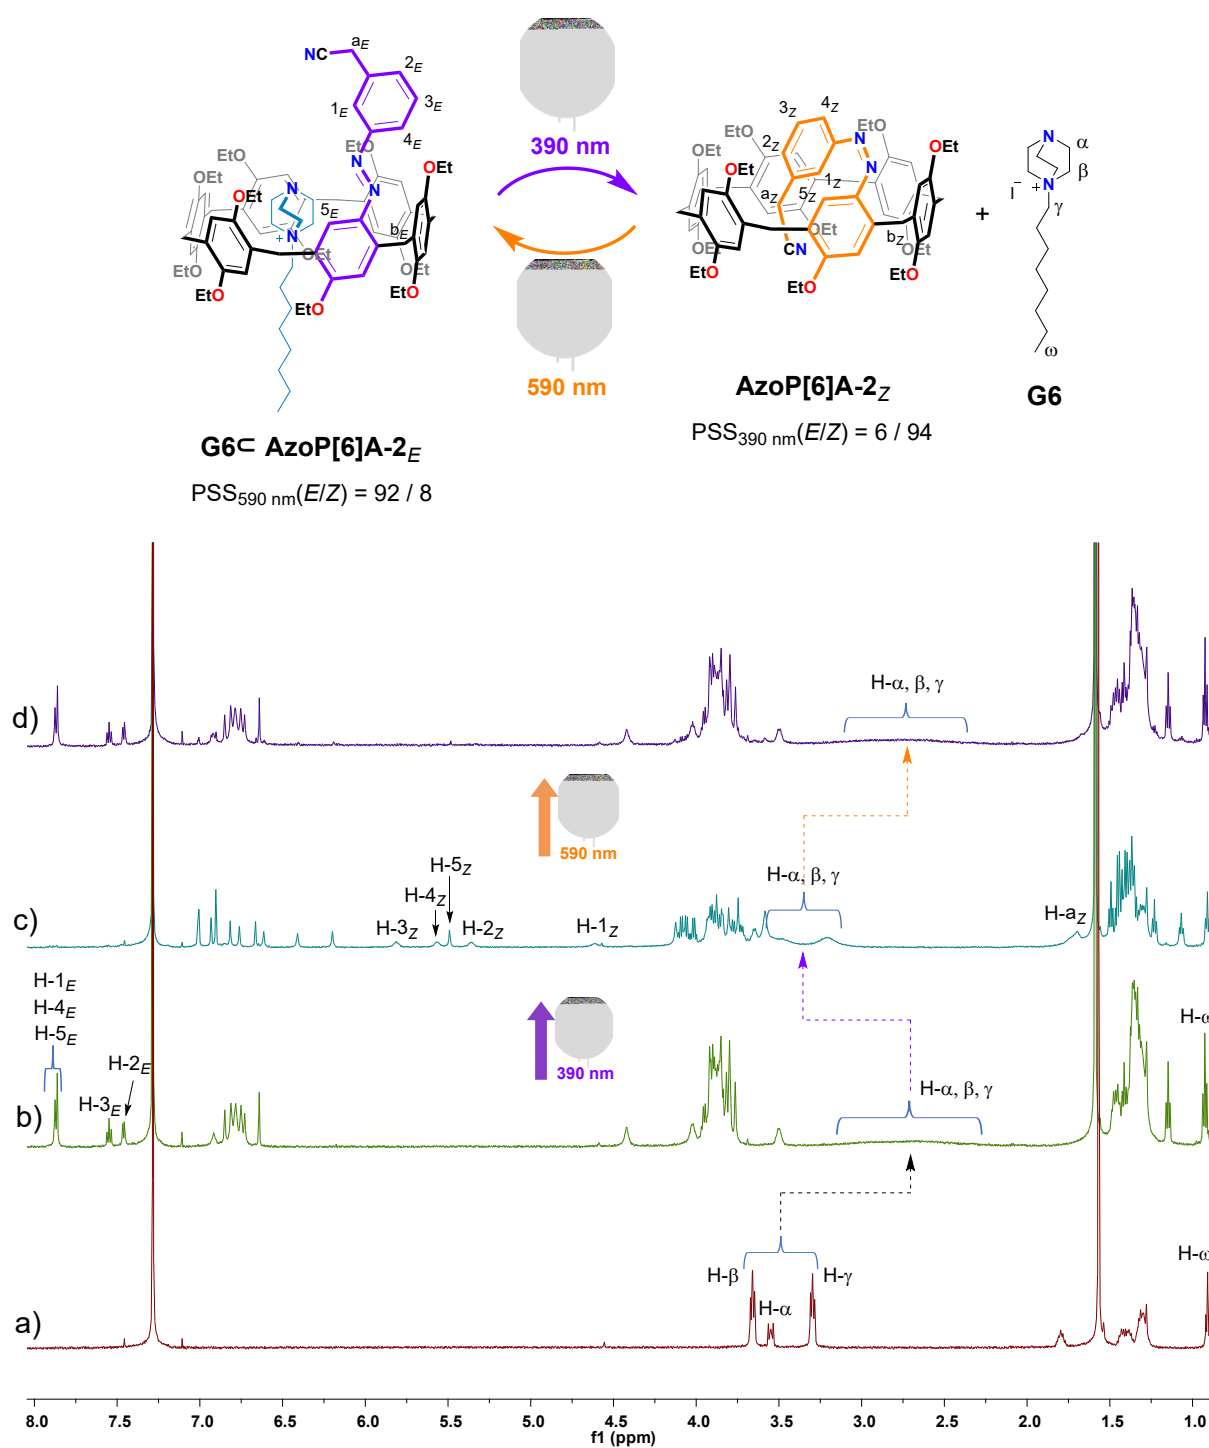 a_E
NC
2_E
1_E
3_E
4_E
EtO
N
N
OEt
OEt
OEt
OEt
N
5_E
b_E
N
+
OEt
OEt
OEt
EtO
OEt
OEt
EtO
EtO
390 nm
590 nm
3_Z
4_Z
EtO
2_Z
EtO
N
N
OEt
OEt
OEt
1_Z
a_Z
5_Z
OEt
b_Z
CN
OEt
OEt
OEt
OEt
EtO
EtO
+
N
α
β
I⁻
N
+
γ
ω
G6⊂ AzoP[6]A-2_E
PSS_590 nm(E/Z) = 92 / 8
AzoP[6]A-2_Z
PSS_390 nm(E/Z) = 6 / 94
G6
d)
H-α, β, γ
590 nm
c)
H-3_Z
H-4_Z
H-5_Z
H-2_Z
H-1_Z
H-α, β, γ
H-a_Z
390 nm
b)
H-1_E
H-4_E
H-5_E
H-3_E
H-2_E
H-α, β, γ
H-ω
a)
H-β
H-α
H-γ
H-ω
8.0 7.5 7.0 6.5 6.0 5.5 5.0 4.5 4.0 3.5 3.0 2.5 2.0 1.5 1.0
f1 (ppm)